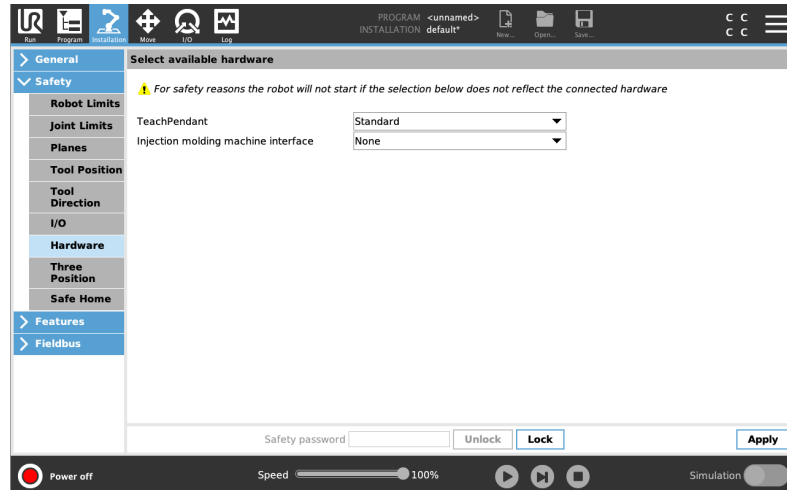 PROGRAM <unnamed>
INSTALLATION default*
Run
Program
Installation
Move
I/O
Log
New...
Open...
Save...
C C
C C
General
Safety
Robot Limits
Joint Limits
Planes
Tool Position
Tool
Direction
I/O
Hardware
Three
Position
Safe Home
Features
Fieldbus
Select available hardware
For safety reasons the robot will not start if the selection below does not reflect the connected hardware
TeachPendant Standard
Injection molding machine interface None
Safety password Unlock Lock Apply
Power off Speed 100% Simulation